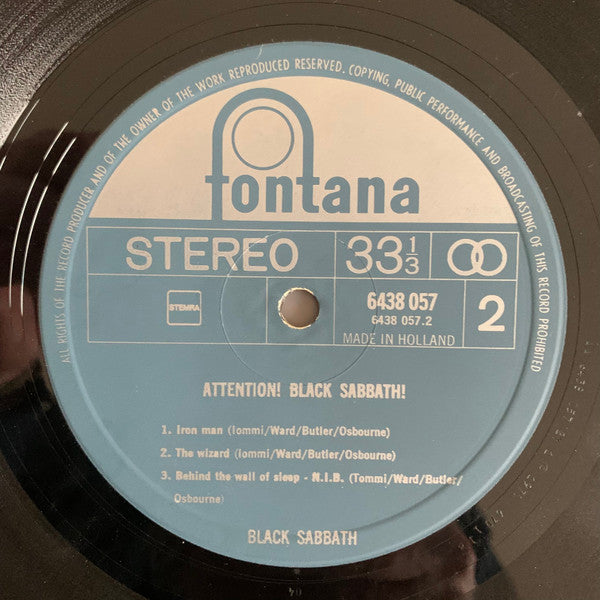 ALL RIGHTS OF THE RECORD PRODUCER AND OF THE OWNER OF THE WORK REPRODUCED RESERVED. COPYING, PUBLIC PERFORMANCE AND BROADCASTING OF THIS RECORD PROHIBITED
fontana
STEREO 33 1/3
STEMRA
6438 057
6438 057.2
2
MADE IN HOLLAND
ATTENTION! BLACK SABBATH!
1. Iron man (Iommi/Ward/Butler/Osbourne)
2. The wizard (Iommi/Ward/Butler/Osbourne)
3. Behind the wall of sleep - N.I.B. (Tommi/Ward/Butler/
Osbourne)
BLACK SABBATH